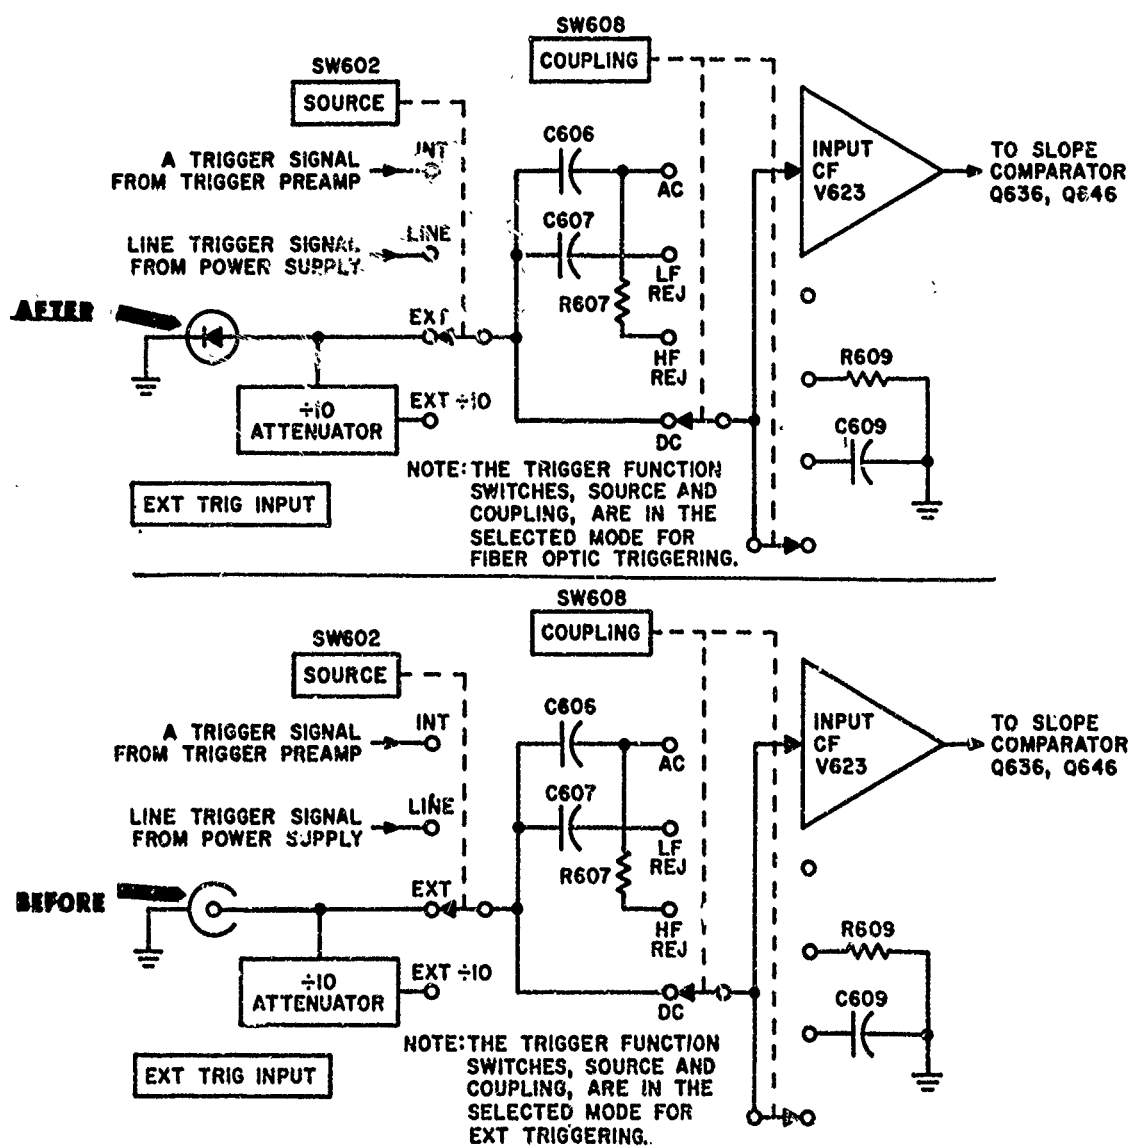 SW608
COUPLING
SW602
SOURCE
C606
INT
A TRIGGER SIGNAL
FROM TRIGGER PREAMP
AC
INPUT
CF
V623
TO SLOPE
COMPARATOR
Q636, Q646
C607
LINE
LINE TRIGGER SIGNAL
FROM POWER SUPPLY
LF
REJ
R607
AFTER
EXT
HF
REJ
R609
÷10
ATTENUATOR
EXT ÷10
DC
C609
EXT TRIG INPUT
NOTE: THE TRIGGER FUNCTION
SWITCHES, SOURCE AND
COUPLING, ARE IN THE
SELECTED MODE FOR
FIBER OPTIC TRIGGERING.
SW608
COUPLING
SW602
SOURCE
C606
INT
A TRIGGER SIGNAL
FROM TRIGGER PREAMP
AC
INPUT
CF
V623
TO SLOPE
COMPARATOR
Q636, Q646
C607
LINE
LINE TRIGGER SIGNAL
FROM POWER SUPPLY
LF
REJ
R607
BEFORE
EXT
HF
REJ
R609
÷10
ATTENUATOR
EXT ÷10
DC
C609
EXT TRIG INPUT
NOTE: THE TRIGGER FUNCTION
SWITCHES, SOURCE AND
COUPLING, ARE IN THE
SELECTED MODE FOR
EXT TRIGGERING.